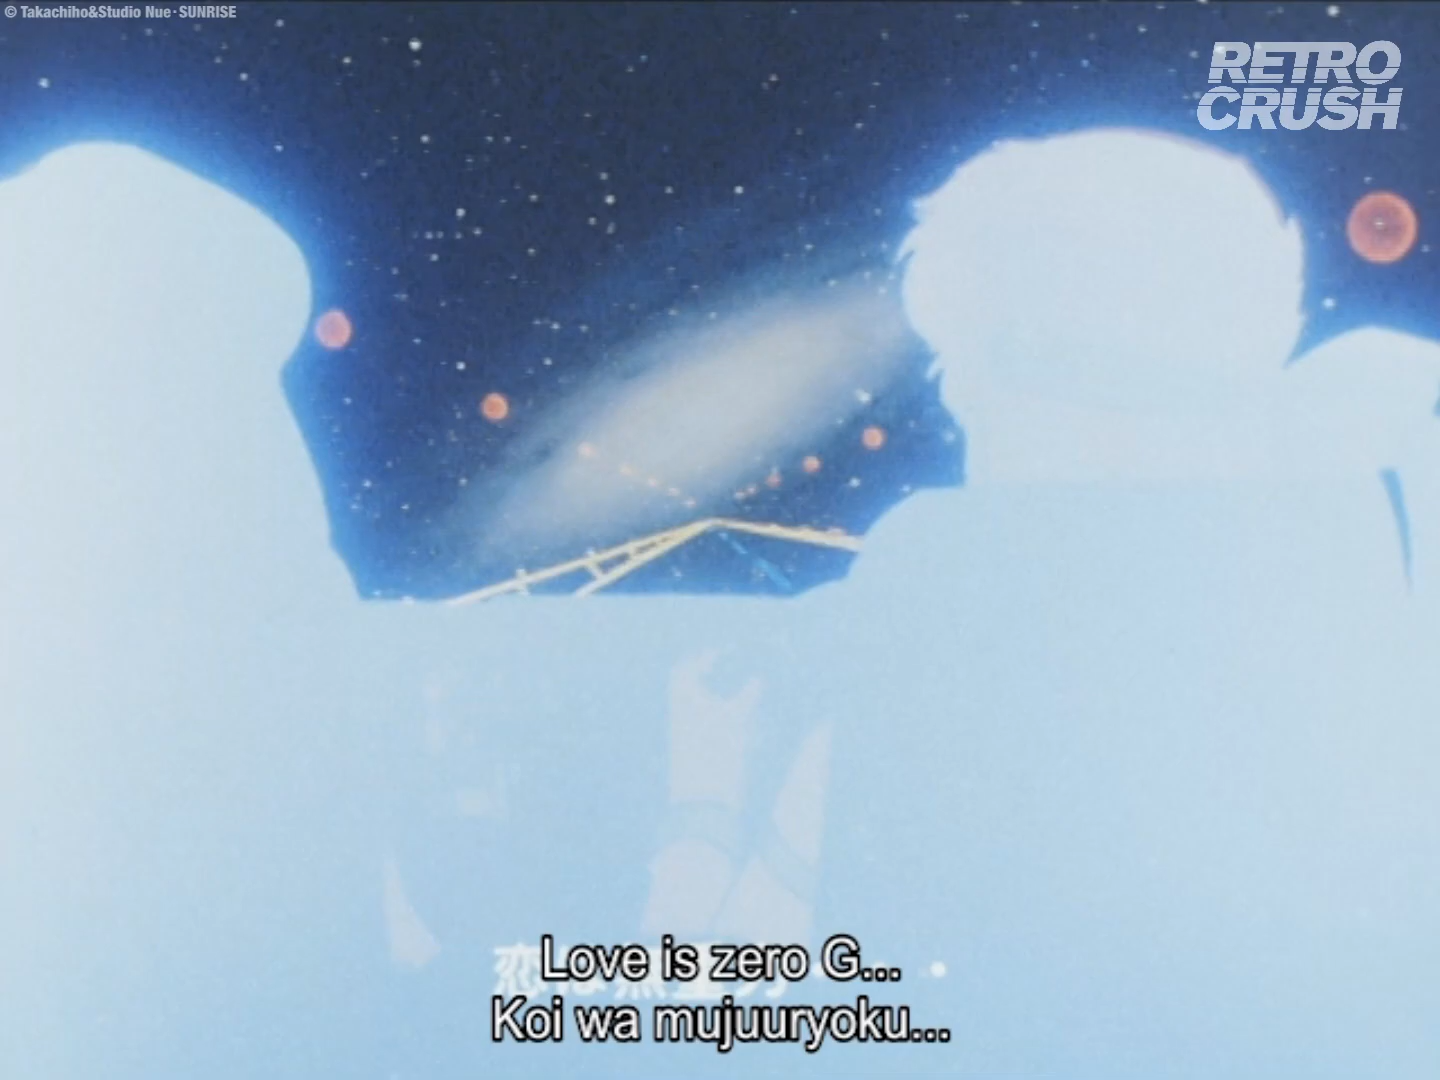 © Takachiho&Studio Nue · SUNRISE
RETRO
CRUSH
Love is zero G...
Koi wa mujuuryoku...